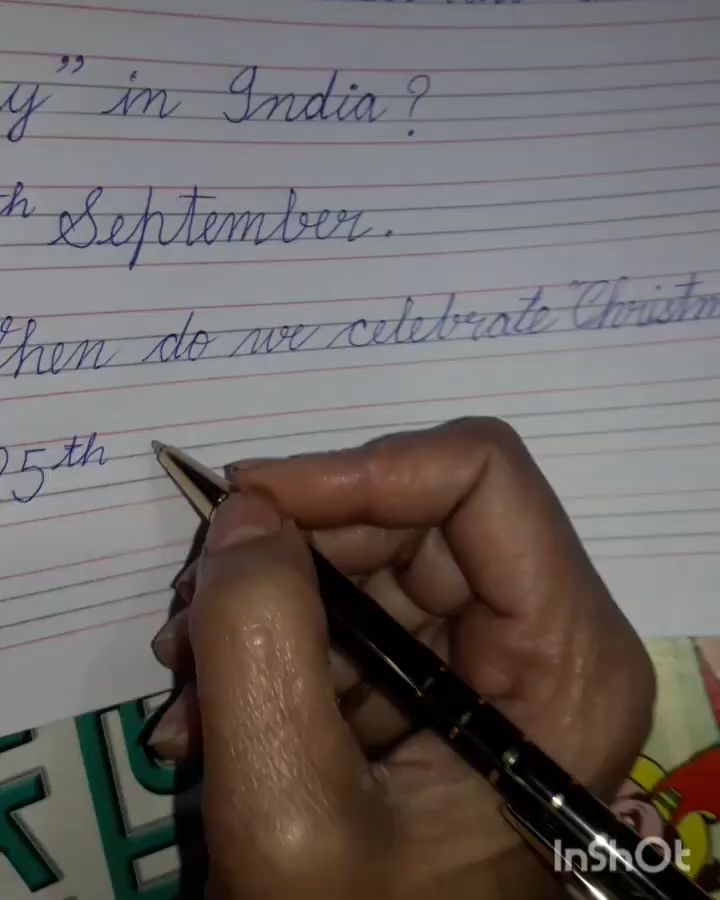 y" in India?
th September.
hen do we celebrate "Christm
25th
InShOt